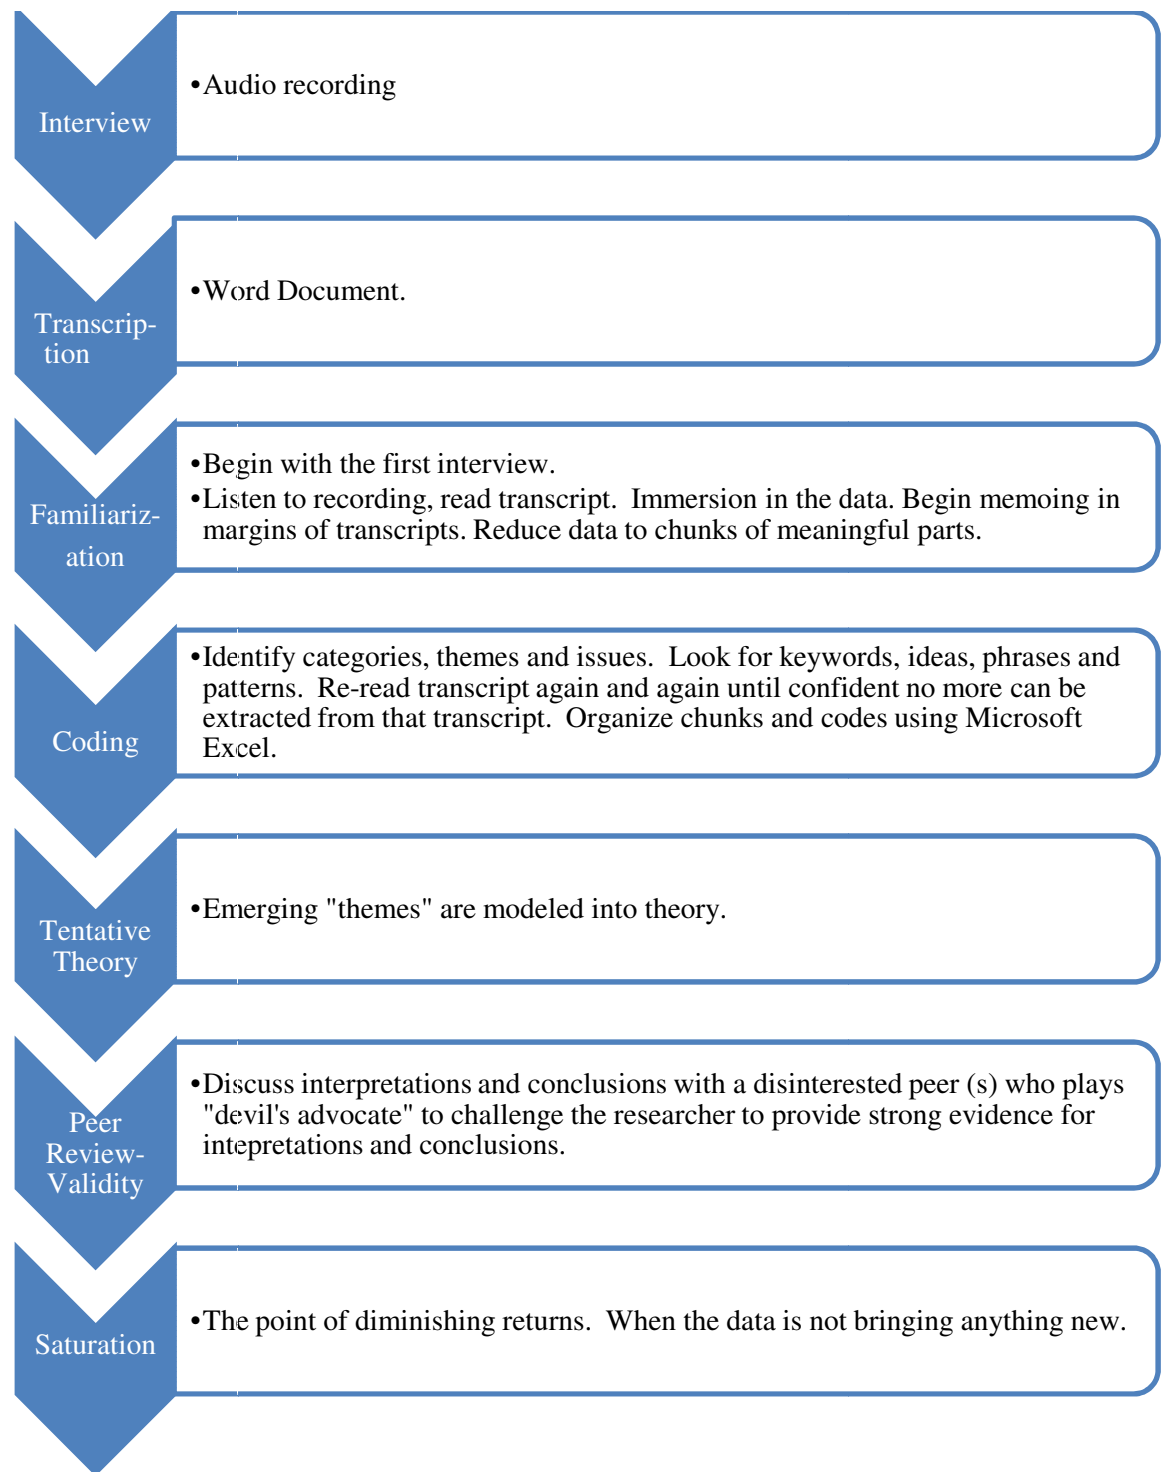 Interview
•Audio recording
Transcrip-
tion
•Word Document.
Familiariz-
ation
•Begin with the first interview.
•Listen to recording, read transcript.  Immersion in the data. Begin memoing in
margins of transcripts. Reduce data to chunks of meaningful parts.
Coding
•Identify categories, themes and issues.  Look for keywords, ideas, phrases and
patterns.  Re-read transcript again and again until confident no more can be
extracted from that transcript.  Organize chunks and codes using Microsoft
Excel.
Tentative
Theory
•Emerging "themes" are modeled into theory.
Peer
Review-
Validity
•Discuss interpretations and conclusions with a disinterested peer (s) who plays
"devil's advocate" to challenge the researcher to provide strong evidence for
intepretations and conclusions.
Saturation
•The point of diminishing returns.  When the data is not bringing anything new.